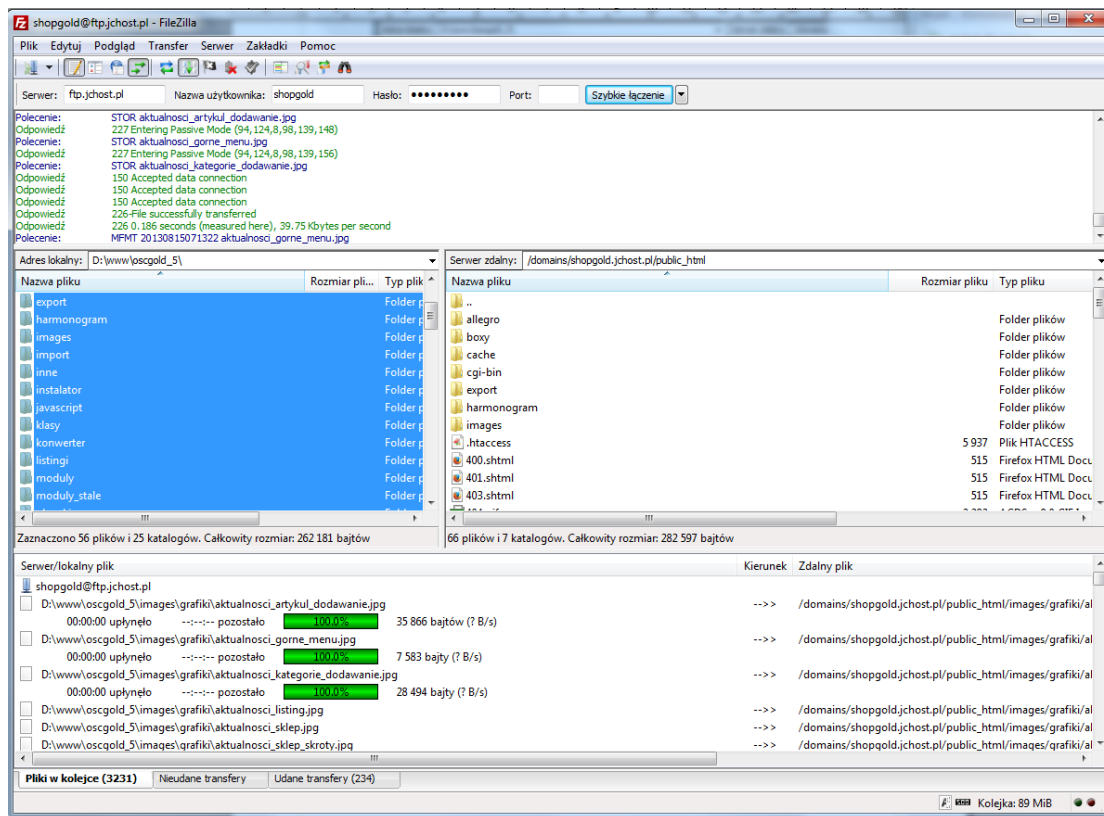 shopgold@ftp.jchost.pl - FileZilla
Plik Edytuj Podgląd Transfer Serwer Zakładki Pomoc
Serwer: ftp.jchost.pl Nazwa użytkownika: shopgold Hasło: ●●●●●●●●● Port: Szybkie łączenie
Polecenie: STOR aktualnosci_artykul_dodawanie.jpg
Odpowiedź 227 Entering Passive Mode (94,124,8,98,139,148)
Polecenie: STOR aktualnosci_gorne_menu.jpg
Odpowiedź 227 Entering Passive Mode (94,124,8,98,139,156)
Polecenie: STOR aktualnosci_kategorie_dodawanie.jpg
Odpowiedź 150 Accepted data connection
Odpowiedź 150 Accepted data connection
Odpowiedź 150 Accepted data connection
Odpowiedź 226-File successfully transferred
Odpowiedź 226 0.186 seconds (measured here), 39.75 Kbytes per second
Polecenie: MFMT 20130815071322 aktualnosci_gorne_menu.jpg
Adres lokalny: D:\www\oscgold_5\
Nazwa pliku Rozmiar pli... Typ plik
export Folder p
harmonogram Folder p
images Folder p
import Folder p
inne Folder p
instalator Folder p
javascript Folder p
klasy Folder p
konwerter Folder p
listingi Folder p
moduly Folder p
moduly_stale Folder p
Zaznaczono 56 plików i 25 katalogów. Całkowity rozmiar: 262 181 bajtów
Serwer zdalny: /domains/shopgold.jchost.pl/public_html
Nazwa pliku Rozmiar pliku Typ pliku
..
allegro Folder plików
boxy Folder plików
cache Folder plików
cgi-bin Folder plików
export Folder plików
harmonogram Folder plików
images Folder plików
.htaccess 5 937 Plik HTACCESS
400.shtml 515 Firefox HTML Docu
401.shtml 515 Firefox HTML Docu
403.shtml 515 Firefox HTML Docu
66 plików i 7 katalogów. Całkowity rozmiar: 282 597 bajtów
Serwer/lokalny plik Kierunek Zdalny plik
shopgold@ftp.jchost.pl
D:\www\oscgold_5\images\grafiki\aktualnosci_artykul_dodawanie.jpg -->> /domains/shopgold.jchost.pl/public_html/images/grafiki/al
00:00:00 upłynęło --:--:-- pozostało 100.0% 35 866 bajtów (? B/s)
D:\www\oscgold_5\images\grafiki\aktualnosci_gorne_menu.jpg -->> /domains/shopgold.jchost.pl/public_html/images/grafiki/al
00:00:00 upłynęło --:--:-- pozostało 100.0% 7 583 bajty (? B/s)
D:\www\oscgold_5\images\grafiki\aktualnosci_kategorie_dodawanie.jpg -->> /domains/shopgold.jchost.pl/public_html/images/grafiki/al
00:00:00 upłynęło --:--:-- pozostało 100.0% 28 494 bajty (? B/s)
D:\www\oscgold_5\images\grafiki\aktualnosci_listing.jpg -->> /domains/shopgold.jchost.pl/public_html/images/grafiki/al
D:\www\oscgold_5\images\grafiki\aktualnosci_sklep.jpg -->> /domains/shopgold.jchost.pl/public_html/images/grafiki/al
D:\www\oscgold_5\images\grafiki\aktualnosci_sklep_skroty.jpg -->> /domains/shopgold.jchost.pl/public_html/images/grafiki/al
Pliki w kolejce (3231) Nieudane transfery Udane transfery (234)
Kolejka: 89 MiB